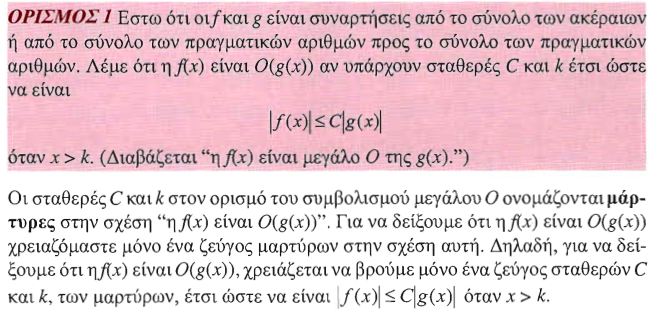 ΟΡΙΣΜΟΣ 1 Εστω ότι οι f και g είναι συναρτήσεις από το σύνολο των ακέραιων
ή από το σύνολο των πραγματικών αριθμών προς το σύνολο των πραγματικών
αριθμών. Λέμε ότι η f(x) είναι O(g(x)) αν υπάρχουν σταθερές C και k έτσι ώστε
να είναι
|f(x)| ≤ C|g(x)|
όταν x > k. (Διαβάζεται “η f(x) είναι μεγάλο O της g(x).”)
Οι σταθερές C και k στον ορισμό του συμβολισμού μεγάλου O ονομάζονται μάρ-
τυρες στην σχέση “η f(x) είναι O(g(x))”. Για να δείξουμε ότι η f(x) είναι O(g(x))
χρειαζόμαστε μόνο ένα ζεύγος μαρτύρων στην σχέση αυτή. Δηλαδή, για να δεί-
ξουμε ότι η f(x) είναι O(g(x)), χρειάζεται να βρούμε μόνο ένα ζεύγος σταθερών C
και k, των μαρτύρων, έτσι ώστε να είναι |f(x)| ≤ C|g(x)| όταν x > k.